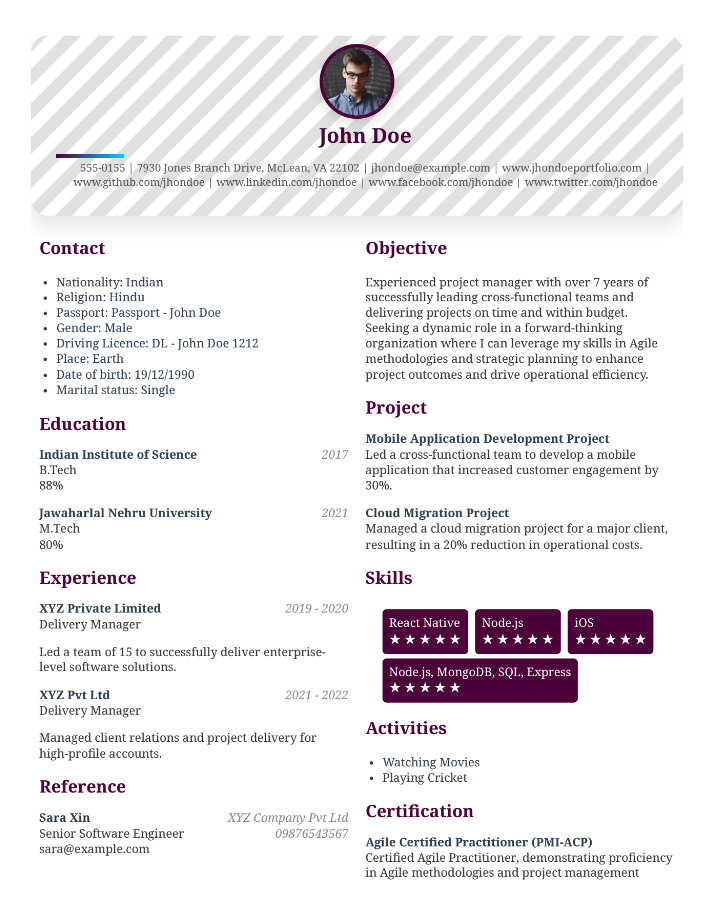 John Doe
555-0155 | 7930 Jones Branch Drive, McLean, VA 22102 | jhondoe@example.com | www.jhondoeportfolio.com |
www.github.com/jhondoe | www.linkedin.com/jhondoe | www.facebook.com/jhondoe | www.twitter.com/jhondoe
Contact
• Nationality: Indian
• Religion: Hindu
• Passport: Passport - John Doe
• Gender: Male
• Driving Licence: DL - John Doe 1212
• Place: Earth
• Date of birth: 19/12/1990
• Marital status: Single
Education
Indian Institute of Science 2017
B.Tech
88%
Jawaharlal Nehru University 2021
M.Tech
80%
Experience
XYZ Private Limited 2019 - 2020
Delivery Manager
Led a team of 15 to successfully deliver enterprise-
level software solutions.
XYZ Pvt Ltd 2021 - 2022
Delivery Manager
Managed client relations and project delivery for
high-profile accounts.
Reference
Sara Xin XYZ Company Pvt Ltd
Senior Software Engineer 09876543567
sara@example.com
Objective
Experienced project manager with over 7 years of
successfully leading cross-functional teams and
delivering projects on time and within budget.
Seeking a dynamic role in a forward-thinking
organization where I can leverage my skills in Agile
methodologies and strategic planning to enhance
project outcomes and drive operational efficiency.
Project
Mobile Application Development Project
Led a cross-functional team to develop a mobile
application that increased customer engagement by
30%.
Cloud Migration Project
Managed a cloud migration project for a major client,
resulting in a 20% reduction in operational costs.
Skills
React Native Node.js iOS
★ ★ ★ ★ ★ ★ ★ ★ ★ ★ ★ ★ ★ ★ ★
Node.js, MongoDB, SQL, Express
★ ★ ★ ★ ★
Activities
• Watching Movies
• Playing Cricket
Certification
Agile Certified Practitioner (PMI-ACP)
Certified Agile Practitioner, demonstrating proficiency
in Agile methodologies and project management